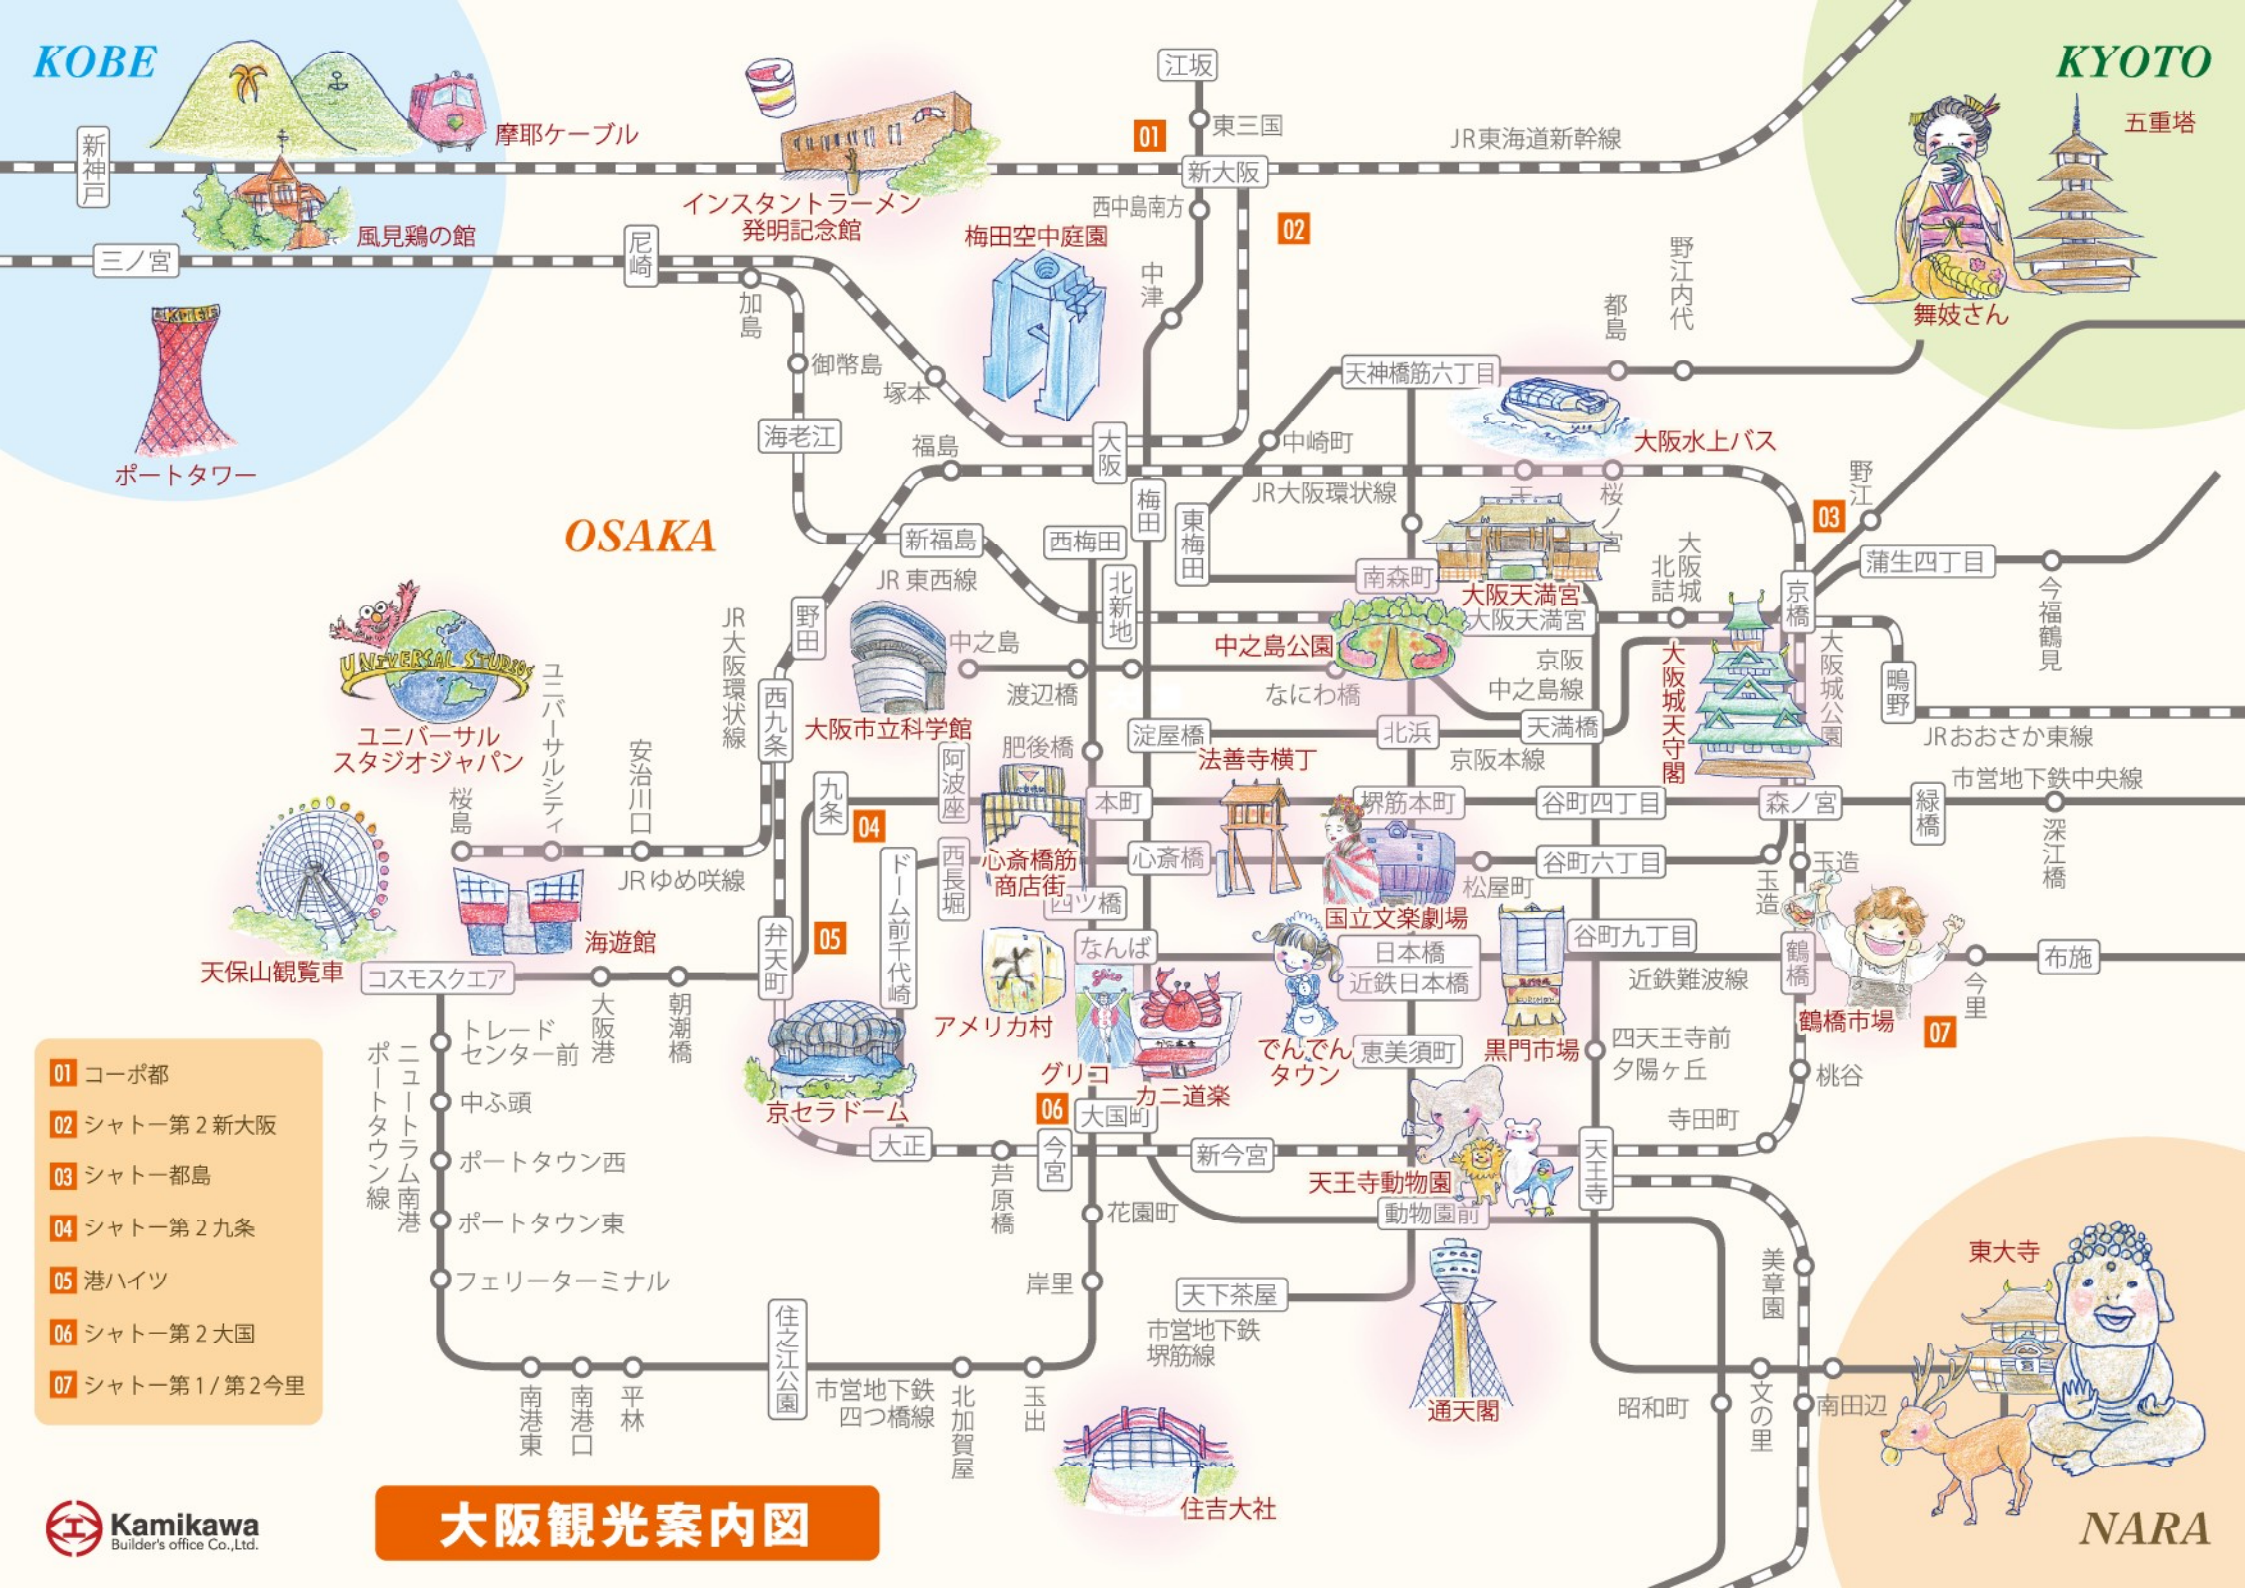 KOBE
摩耶ケーブル
新神戸
風見鶏の館
三ノ宮
ポートタワー
インスタントラーメン
発明記念館
梅田空中庭園
江坂
01
東三国
新大阪
西中島南方
02
中津
JR東海道新幹線
KYOTO
五重塔
舞妓さん
尼崎
加島
御幣島
塚本
海老江
福島
大阪
天神橋筋六丁目
都島
野江内代
中崎町
大阪水上バス
JR大阪環状線
桜ノ宮
野江
03
OSAKA
新福島
JR東西線
西梅田
梅田
東梅田
北新地
南森町
大阪天満宮
大阪天満宮
大阪城
北詰
京橋
蒲生四丁目
今福鶴見
UNIVERSAL STUDIOS
ユニバーサル
スタジオジャパン
ユニバーサルシティ
JR大阪環状線
野田
西九条
中之島
渡辺橋
大阪市立科学館
中之島公園
なにわ橋
京阪
中之島線
大阪城天守閣
大阪城公園
鴫野
JRおおさか東線
淀屋橋
北浜
天満橋
京阪本線
肥後橋
法善寺横丁
桜島
安治川口
JRゆめ咲線
九条
04
阿波座
本町
堺筋本町
谷町四丁目
森ノ宮
緑橋
市営地下鉄中央線
深江橋
ドーム前千代崎
西長堀
心斎橋筋
商店街
四ツ橋
心斎橋
松屋町
谷町六丁目
玉造
玉造
国立文楽劇場
天保山観覧車
海遊館
コスモスクエア
大阪港
朝潮橋
弁天町
05
アメリカ村
なんば
グリコ
カニ道楽
でんでん
タウン
日本橋
近鉄日本橋
恵美須町
黒門市場
谷町九丁目
近鉄難波線
鶴橋
鶴橋市場
今里
布施
07
四天王寺前
夕陽ヶ丘
桃谷
寺田町
京セラドーム
大正
芦原橋
06
今宮
大国町
新今宮
天王寺動物園
動物園前
天王寺
トレード
センター前
ニュートラム南港
ポートタウン線
中ふ頭
ポートタウン西
ポートタウン東
フェリーターミナル
花園町
岸里
天下茶屋
市営地下鉄
堺筋線
通天閣
美章園
南港東
南港口
平林
住之江公園
市営地下鉄
四つ橋線
北加賀屋
玉出
住吉大社
昭和町
文の里
南田辺
東大寺
NARA
01 コーポ都
02 シャトー第2新大阪
03 シャトー都島
04 シャトー第2九条
05 港ハイツ
06 シャトー第2大国
07 シャトー第1/第2今里
Kamikawa
Builder's office Co.,Ltd.
大阪観光案内図